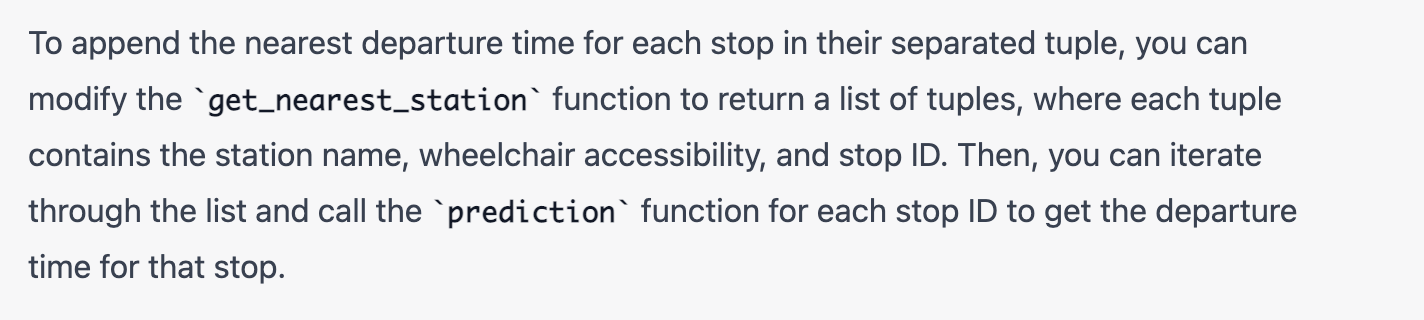 To append the nearest departure time for each stop in their separated tuple, you can
modify the `get_nearest_station` function to return a list of tuples, where each tuple
contains the station name, wheelchair accessibility, and stop ID. Then, you can iterate
through the list and call the `prediction` function for each stop ID to get the departure
time for that stop.